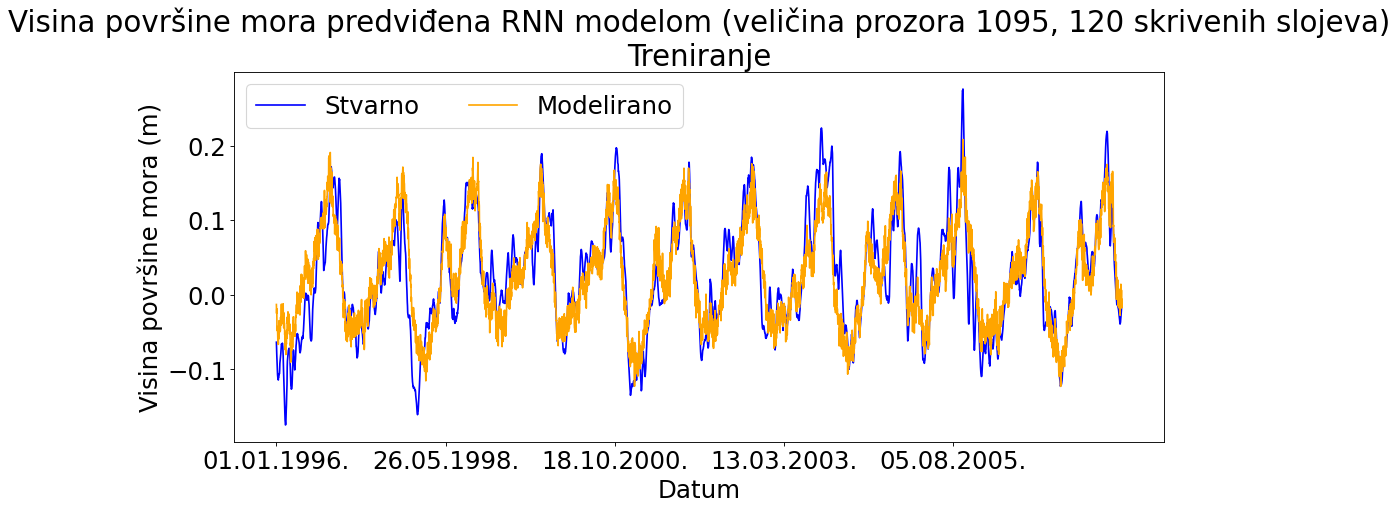 Visina površine mora predviđena RNN modelom (veličina prozora 1095, 120 skrivenih slojeva)
Treniranje
Stvarno
Modelirano
Visina površine mora (m)
0.2
0.1
0.0
−0.1
01.01.1996.
26.05.1998.
18.10.2000.
13.03.2003.
05.08.2005.
Datum